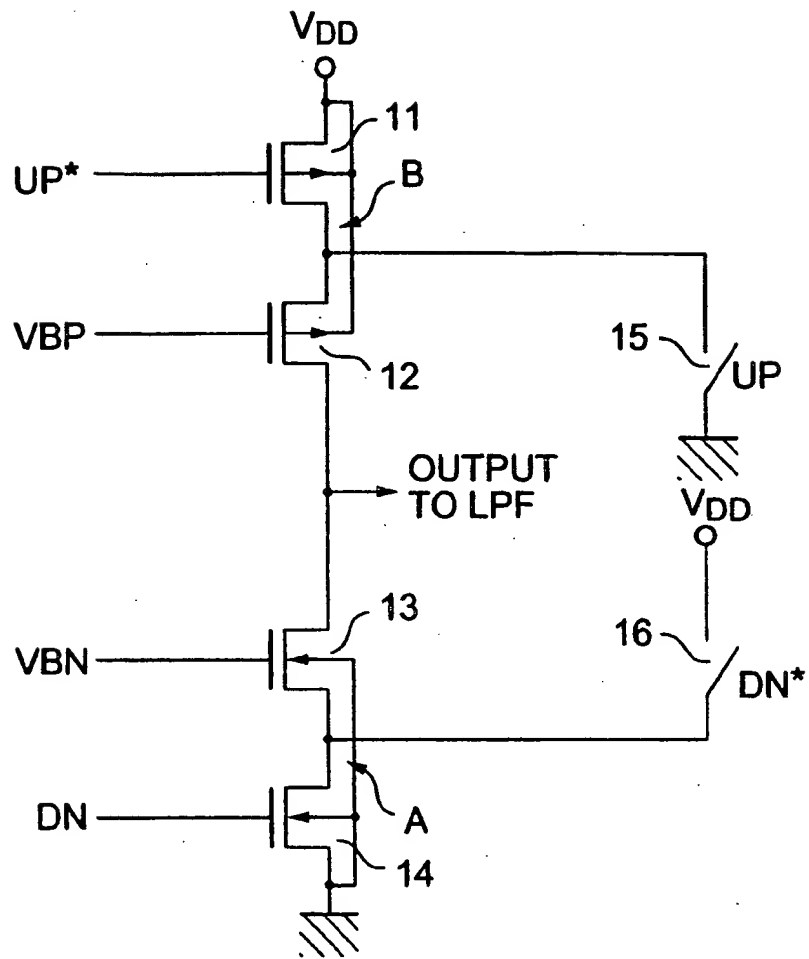 VDD
11
UP*
B
VBP
12
15
UP
OUTPUT
TO LPF
VDD
13
16
VBN
DN*
DN
A
14